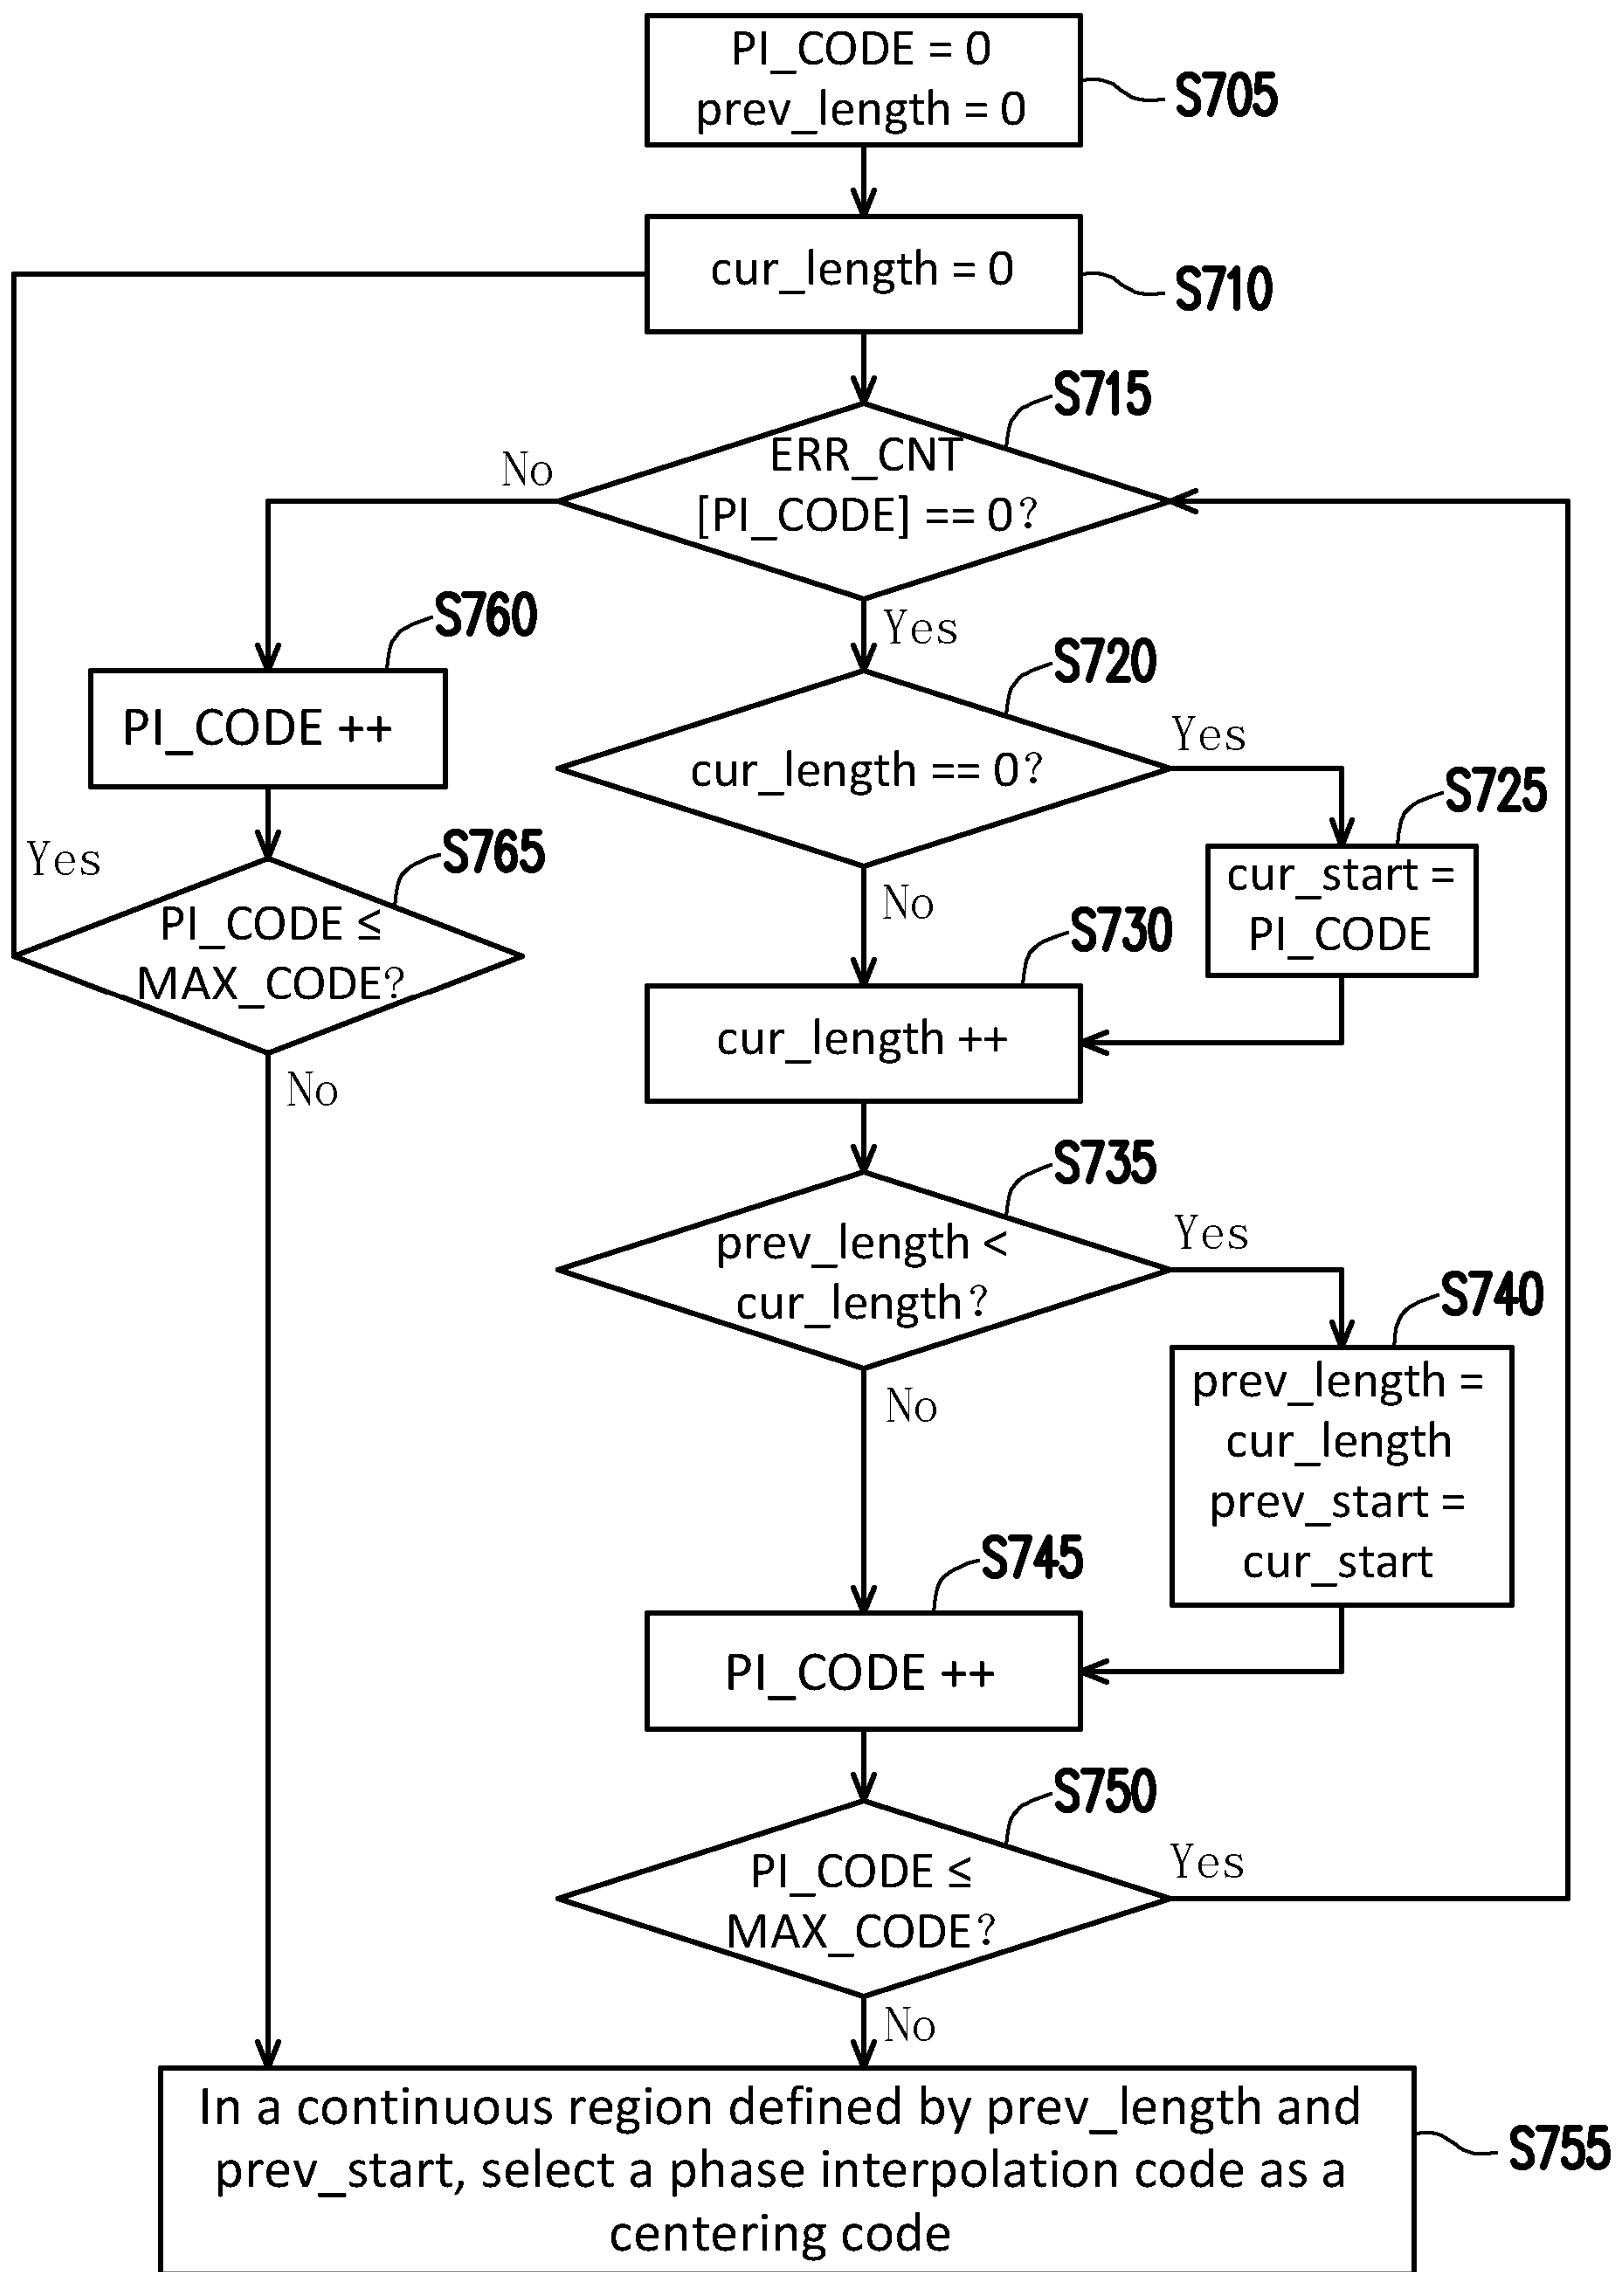 PI_CODE = 0
prev_length = 0
S705
cur_length = 0
S710
S715
ERR_CNT
[PI_CODE] == 0?
No
Yes
S760
PI_CODE ++
S720
cur_length == 0?
Yes
S725
cur_start =
PI_CODE
No
S765
Yes
PI_CODE ≤
MAX_CODE?
No
S730
cur_length ++
S735
prev_length <
cur_length?
Yes
S740
prev_length =
cur_length
prev_start =
cur_start
No
S745
PI_CODE ++
S750
PI_CODE ≤
MAX_CODE?
Yes
No
In a continuous region defined by prev_length and
prev_start, select a phase interpolation code as a
centering code
S755